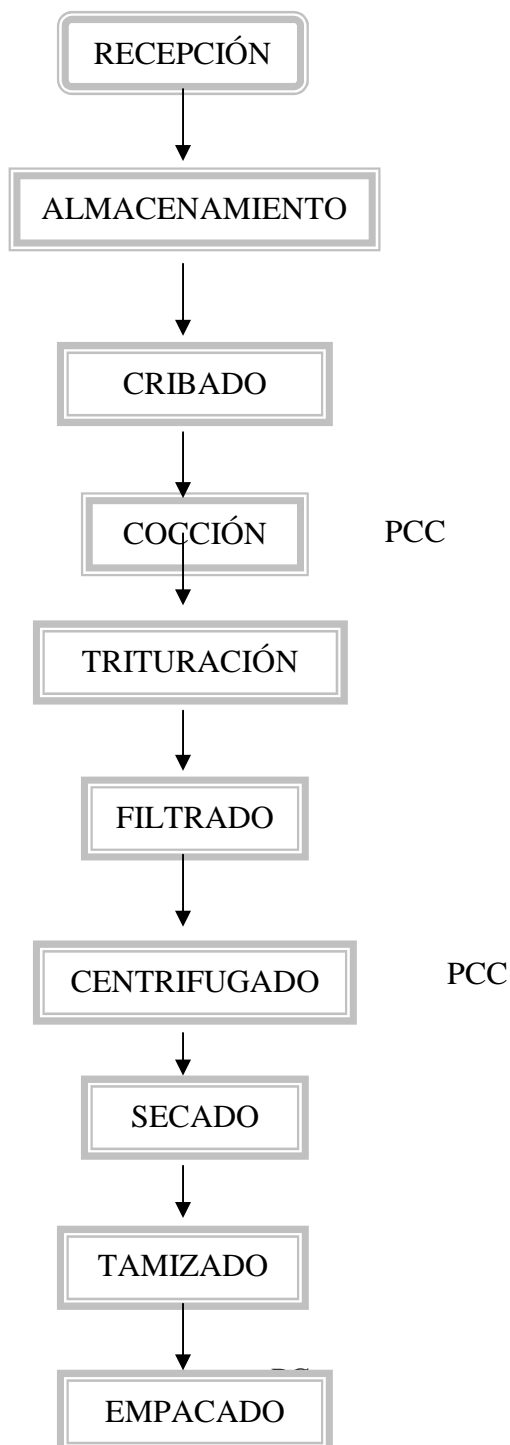 RECEPCIÓN
ALMACENAMIENTO
CRIBADO
COCCIÓN PCC
TRITURACIÓN
FILTRADO
CENTRIFUGADO PCC
SECADO
TAMIZADO
EMPACADO